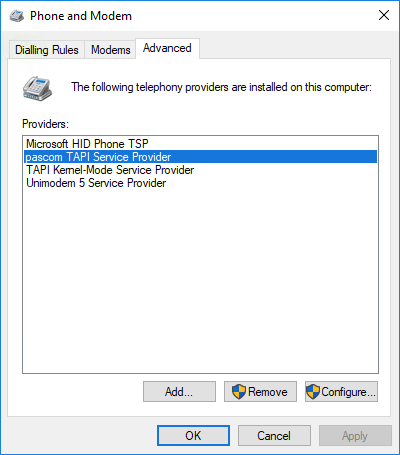 Phone and Modem
Dialling Rules Modems Advanced
The following telephony providers are installed on this computer:
Providers:
Microsoft HID Phone TSP
pascom TAPI Service Provider
TAPI Kernel-Mode Service Provider
Unimodem 5 Service Provider
Add... Remove Configure...
OK Cancel Apply